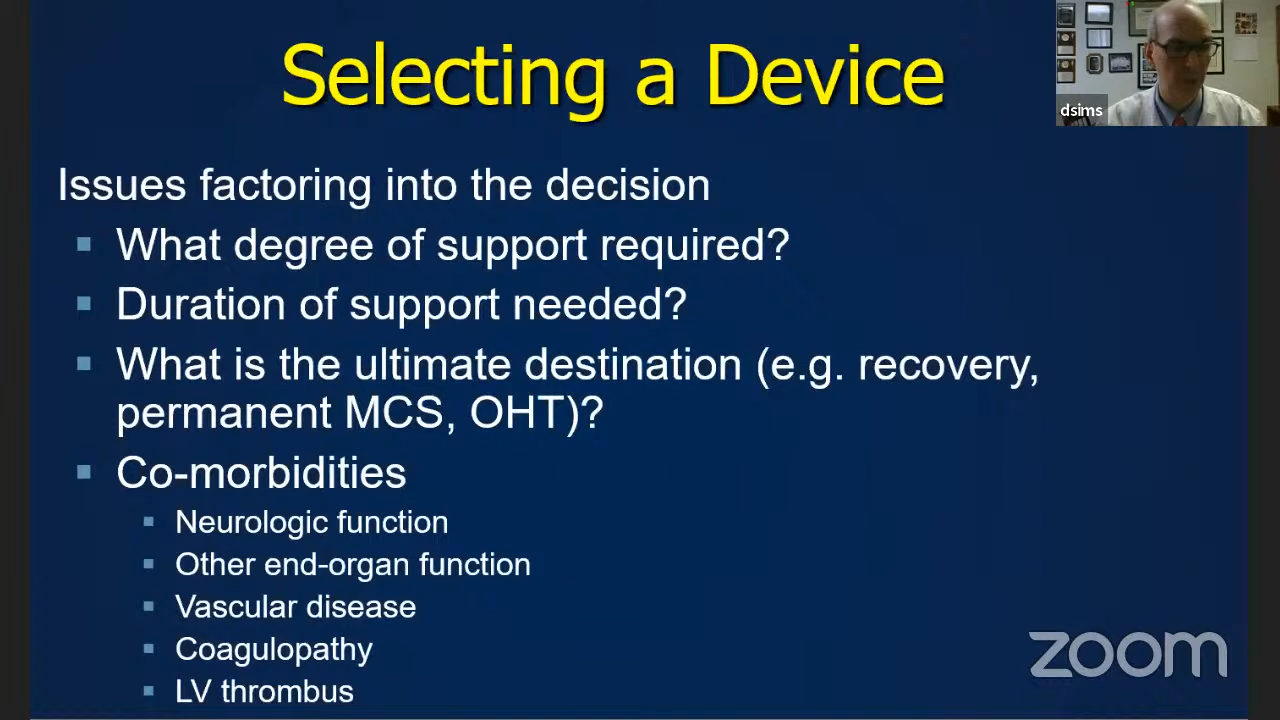 Selecting a Device
dsims
Issues factoring into the decision
What degree of support required?
Duration of support needed?
What is the ultimate destination (e.g. recovery,
permanent MCS, OHT)?
Co-morbidities
Neurologic function
Other end-organ function
Vascular disease
Coagulopathy
LV thrombus
zoom